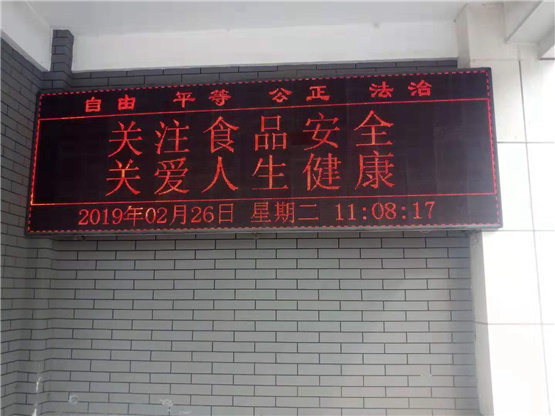 自由 平等 公正 法治
关注食品安全
关爱人生健康
2019年02月26日 星期二 11:08:17